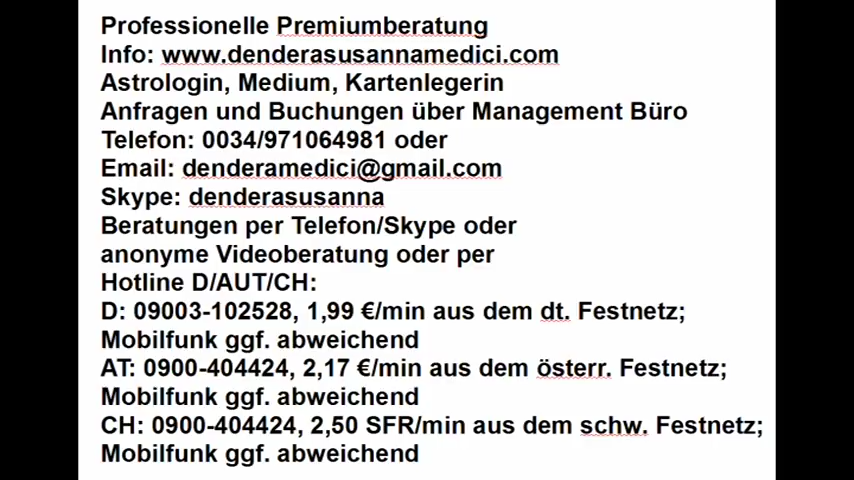 Professionelle Premiumberatung
Info: www.denderasusannamedici.com
Astrologin, Medium, Kartenlegerin
Anfragen und Buchungen über Management Büro
Telefon: 0034/971064981 oder
Email: denderamedici@gmail.com
Skype: denderasusanna
Beratungen per Telefon/Skype oder
anonyme Videoberatung oder per
Hotline D/AUT/CH:
D: 09003-102528, 1,99 €/min aus dem dt. Festnetz;
Mobilfunk ggf. abweichend
AT: 0900-404424, 2,17 €/min aus dem österr. Festnetz;
Mobilfunk ggf. abweichend
CH: 0900-404424, 2,50 SFR/min aus dem schw. Festnetz;
Mobilfunk ggf. abweichend